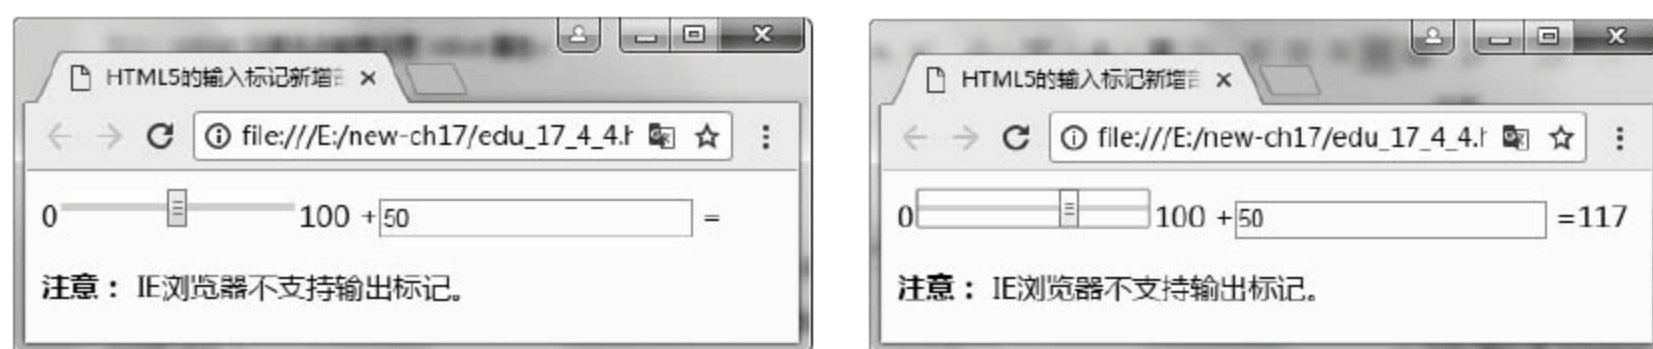 HTML5的输入标记新增
file:///E:/new-ch17/edu_17_4_4.h
0 100 +50 =
注意： IE浏览器不支持输出标记。
HTML5的输入标记新增
file:///E:/new-ch17/edu_17_4_4.h
0 100 +50 =117
注意： IE浏览器不支持输出标记。